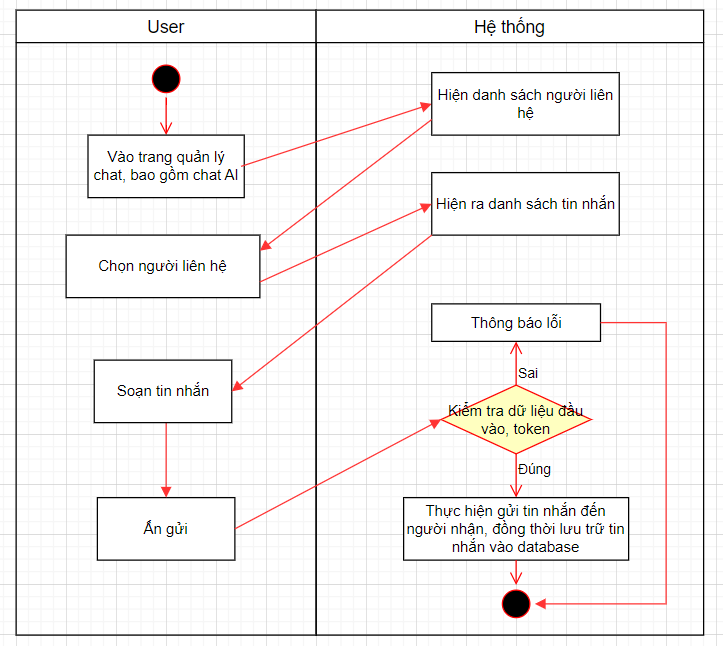 User
Hệ thống
Hiện danh sách người liên
hệ
Vào trang quản lý
chat, bao gồm chat AI
Hiện ra danh sách tin nhắn
Chọn người liên hệ
Thông báo lỗi
Sai
Soạn tin nhắn
Kiểm tra dữ liệu đầu
vào, token
Đúng
Ấn gửi
Thực hiện gửi tin nhắn đến
người nhận, đồng thời lưu trữ tin
nhắn vào database